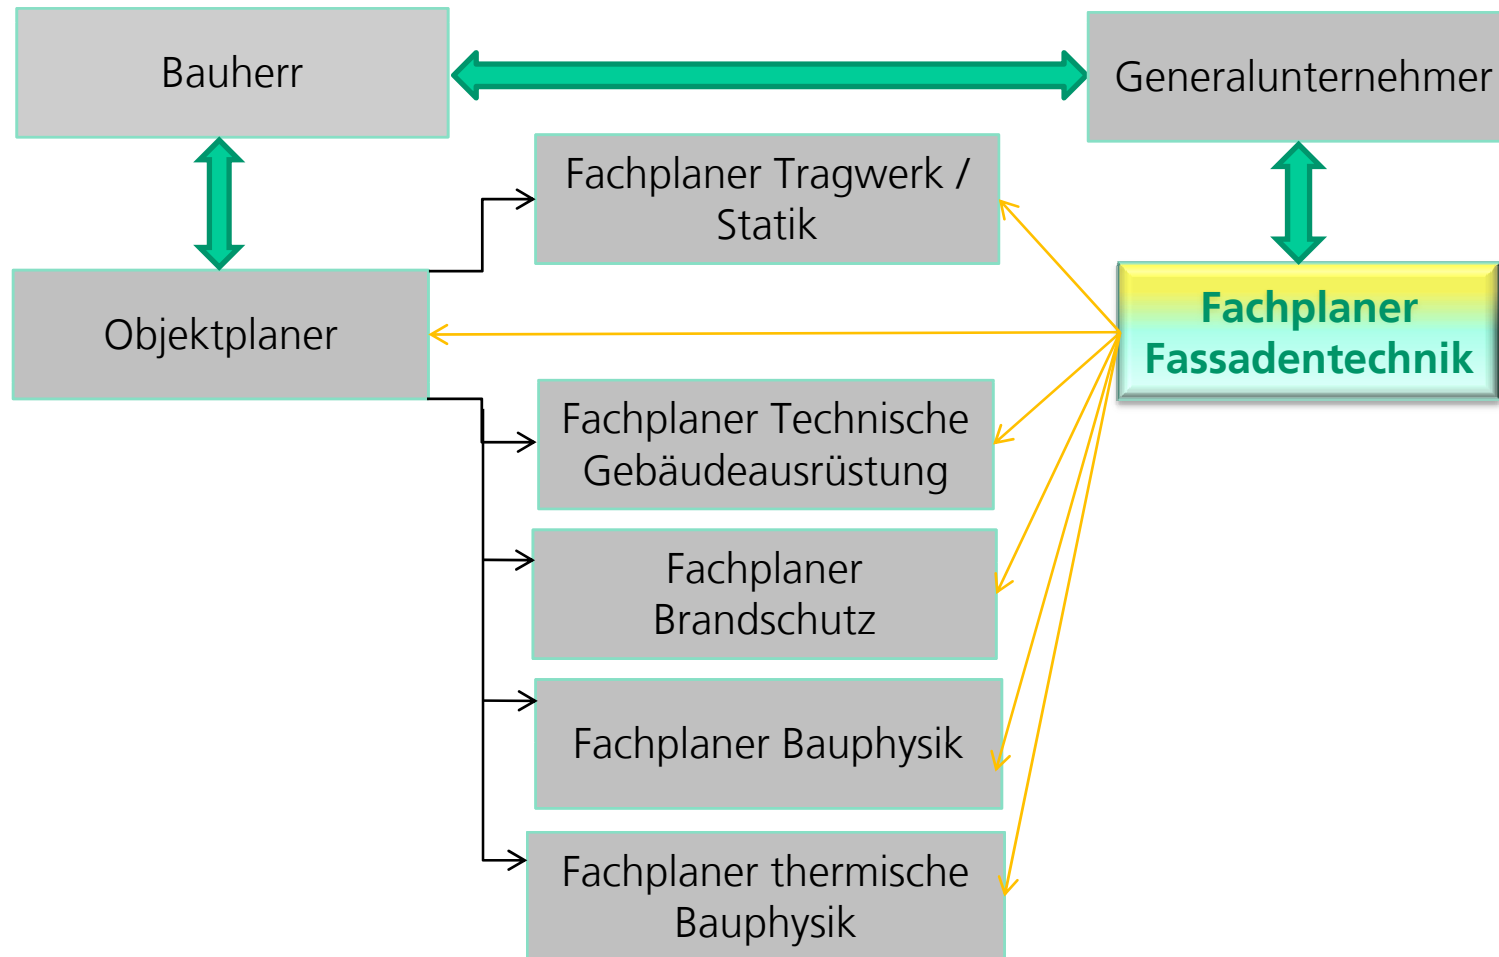 Bauherr
Generalunternehmer
Fachplaner Tragwerk /
Statik
Objektplaner
Fachplaner
Fassadentechnik
Fachplaner Technische
Gebäudeausrüstung
Fachplaner
Brandschutz
Fachplaner Bauphysik
Fachplaner thermische
Bauphysik